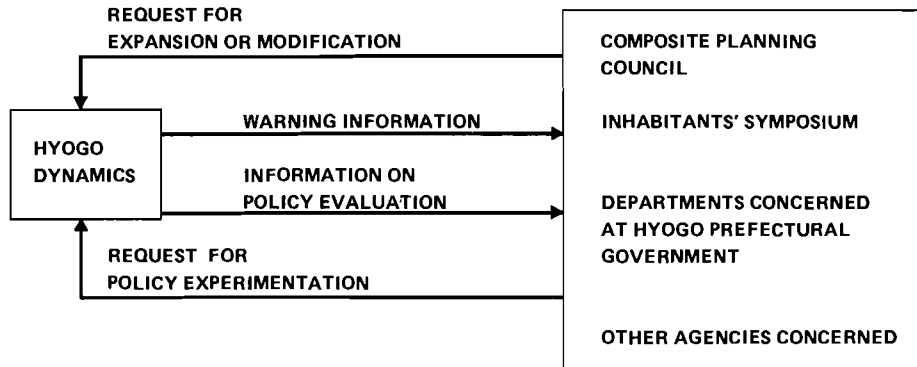 REQUEST FOR
EXPANSION OR MODIFICATION
COMPOSITE PLANNING
COUNCIL
WARNING INFORMATION
INHABITANTS' SYMPOSIUM
HYOGO
DYNAMICS
INFORMATION ON
POLICY EVALUATION
DEPARTMENTS CONCERNED
AT HYOGO PREFECTURAL
GOVERNMENT
REQUEST FOR
POLICY EXPERIMENTATION
OTHER AGENCIES CONCERNED